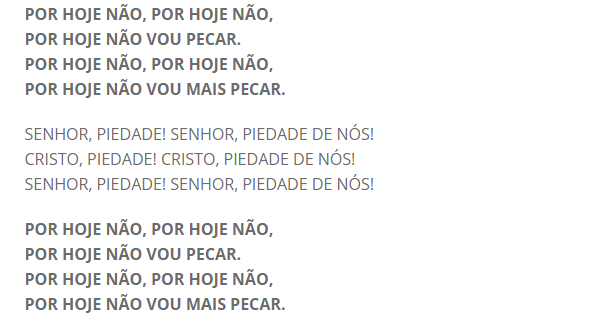 POR HOJE NÃO, POR HOJE NÃO,
POR HOJE NÃO VOU PECAR.
POR HOJE NÃO, POR HOJE NÃO,
POR HOJE NÃO VOU MAIS PECAR.
SENHOR, PIEDADE! SENHOR, PIEDADE DE NÓS!
CRISTO, PIEDADE! CRISTO, PIEDADE DE NÓS!
SENHOR, PIEDADE! SENHOR, PIEDADE DE NÓS!
POR HOJE NÃO, POR HOJE NÃO,
POR HOJE NÃO VOU PECAR.
POR HOJE NÃO, POR HOJE NÃO,
POR HOJE NÃO VOU MAIS PECAR.